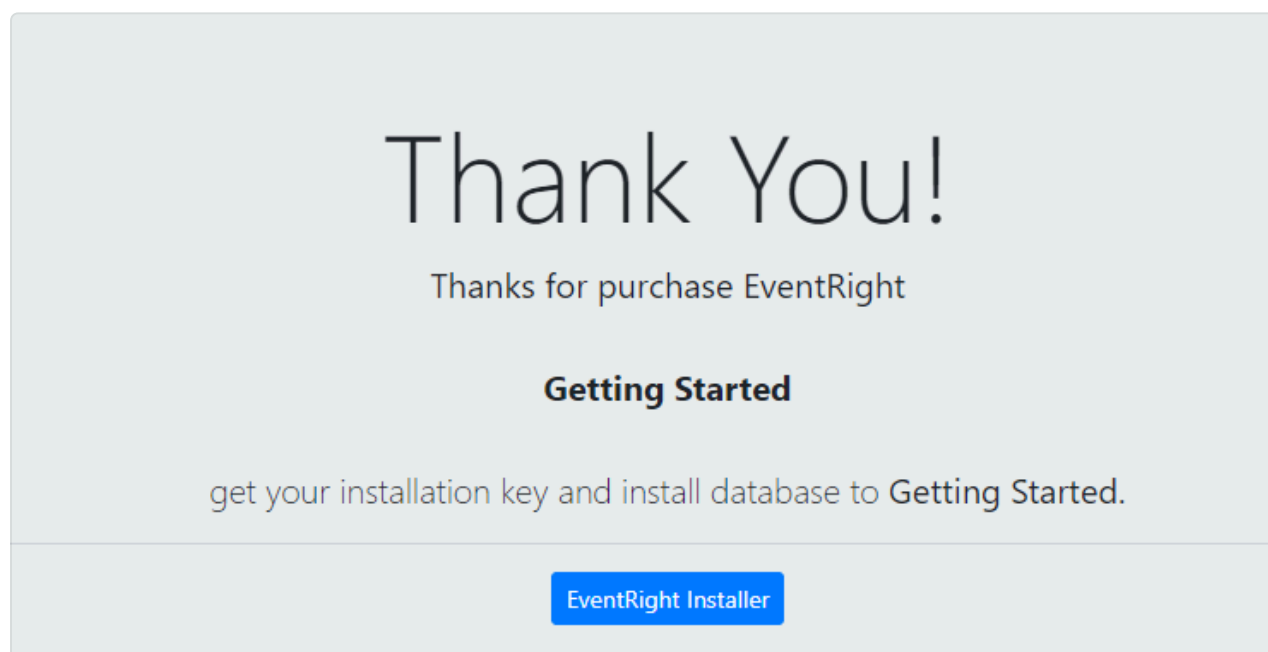 Thank You!
Thanks for purchase EventRight
Getting Started
get your installation key and install database to Getting Started.
EventRight Installer